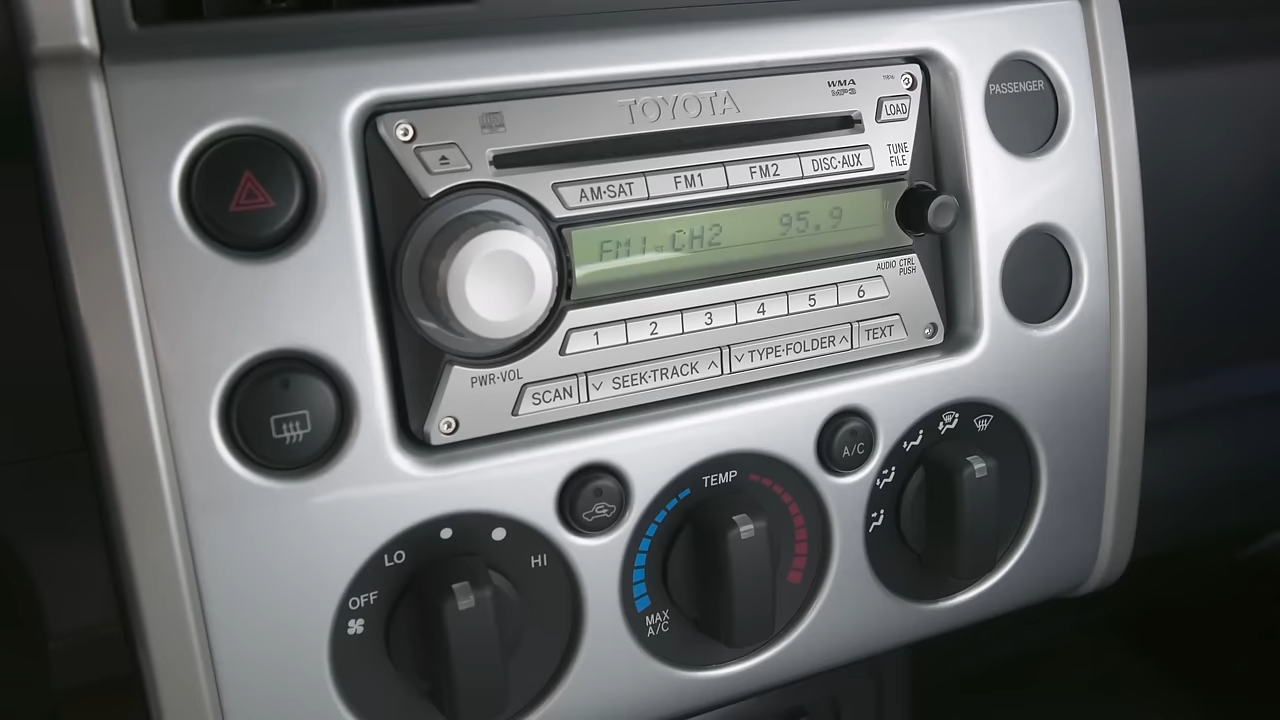 TOYOTA
WMA
MP3
LOAD
PASSENGER
TUNE
FILE
AM·SAT FM1 FM2 DISC·AUX
FM1 ST CH2 95.9
AUDIO CTRL
PUSH
1 2 3 4 5 6
PWR·VOL
SCAN SEEK·TRACK TYPE·FOLDER TEXT
A/C
TEMP
MAX
A/C
OFF LO HI